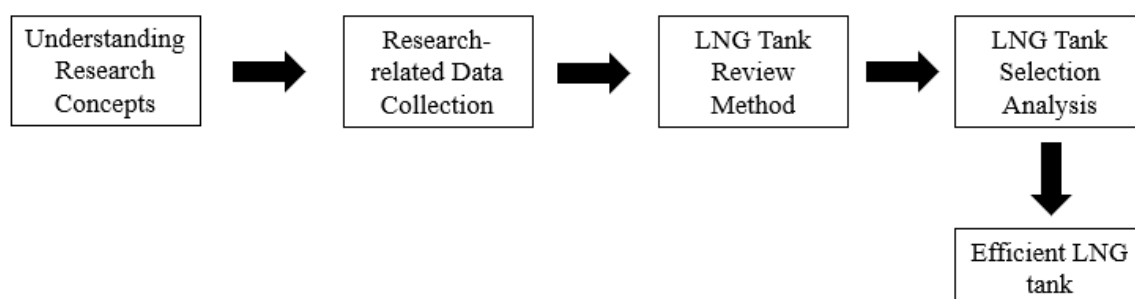 Understanding
Research
Concepts
Research-
related Data
Collection
LNG Tank
Review
Method
LNG Tank
Selection
Analysis
Efficient LNG
tank